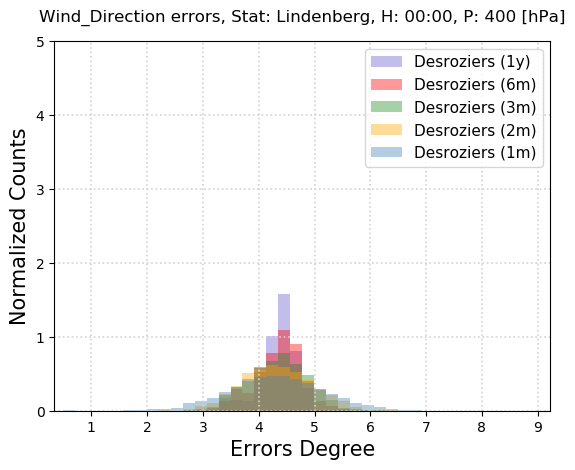 Wind_Direction errors, Stat: Lindenberg, H: 00:00, P: 400 [hPa]
5
4
3
2
1
0
Normalized Counts
Desroziers (1y)
Desroziers (6m)
Desroziers (3m)
Desroziers (2m)
Desroziers (1m)
1 2 3 4 5 6 7 8 9
Errors Degree